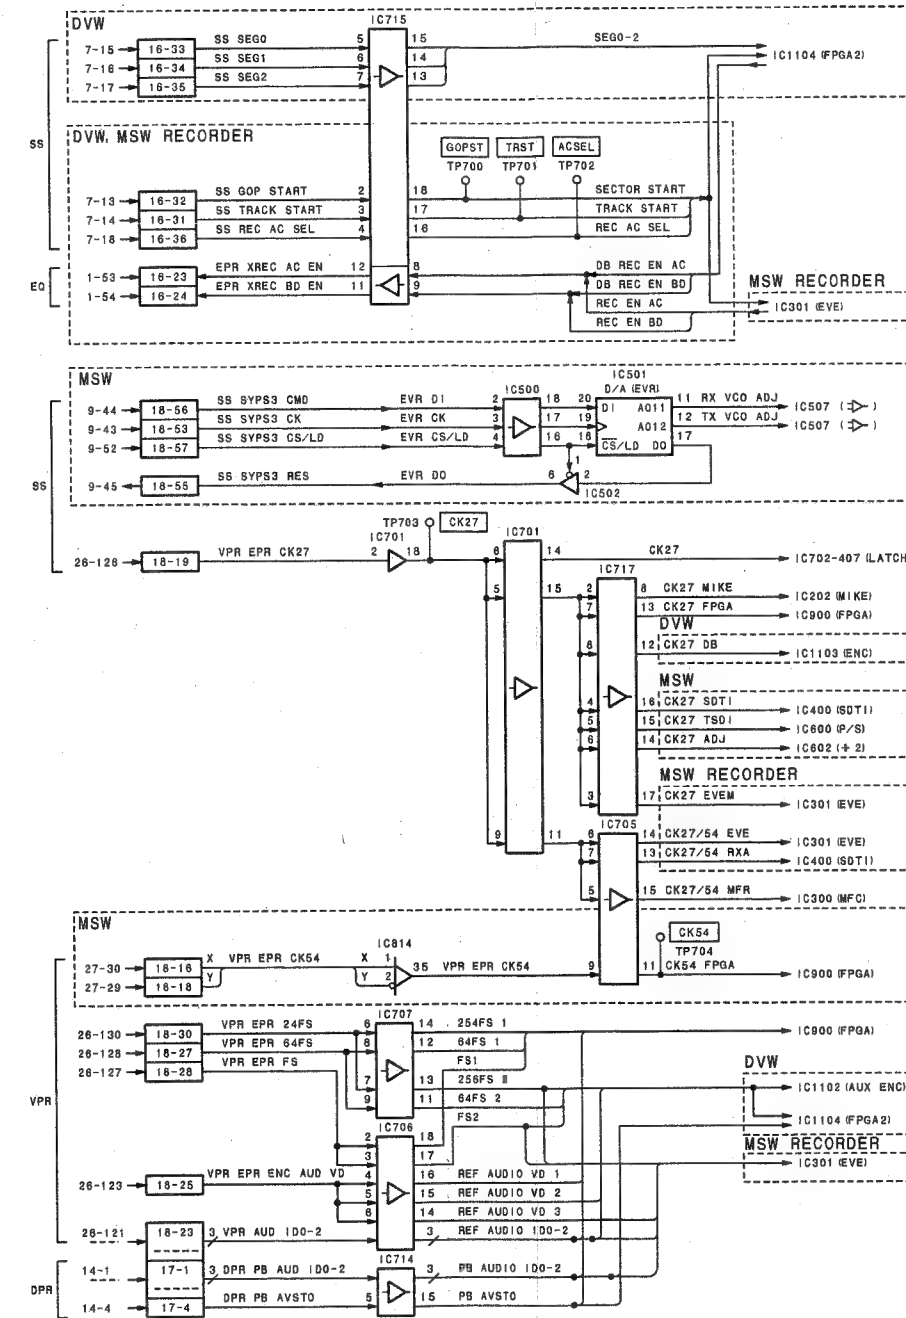 DVW IC715
7-15 16-33 SS SEG0 5 15 SEG0-2
7-16 16-34 SS SEG1 6 14 IC1104 (FPGA2)
7-17 16-35 SS SEG2 7 13
SS
DVW, MSW RECORDER
GOPST TRST ACSEL
TP700 TP701 TP702
7-13 16-32 SS GOP START 2 18 SECTOR START
7-14 16-31 SS TRACK START 3 17 TRACK START
7-18 16-36 SS REC AC SEL 4 16 REC AC SEL
EQ
1-53 16-23 EPR XREC AC EN 12 8 DB REC EN AC
1-54 16-24 EPR XREC BD EN 11 9 DB REC EN BD
MSW RECORDER
REC EN AC IC301 (EVE)
REC EN BD
MSW
IC500 IC501
D/A (EVR)
9-44 18-56 SS SYPS3 CMD EVR DI 2 18 20 DI AO11 11 RX VCO ADJ IC507
9-43 18-53 SS SYPS3 CK EVR CK 3 17 19 AO12 12 TX VCO ADJ IC507
9-52 18-57 SS SYPS3 CS/LD EVR CS/LD 4 16 16 CS/LD DO 17
SS
9-45 18-55 SS SYPS3 RES EVR DO 6 1 2
IC502
TP703 CK27
IC701 IC701
26-126 18-19 VPR EPR CK27 2 18 6 14 CK27 IC702-407 (LATCH
IC717
5 15 2 8 CK27 MIKE IC202 (MIKE)
7 13 CK27 FPGA IC900 (FPGA)
DVW
8 12 CK27 DB IC1103 (ENC)
MSW
4 16 CK27 SDTI IC400 (SDTI)
5 15 CK27 TSDI IC600 (P/S)
6 14 CK27 ADJ IC602 (÷ 2)
MSW RECORDER
3 17 CK27 EVEM IC301 (EVE)
IC705
9 11 6 14 CK27/54 EVE IC301 (EVE)
7 13 CK27/54 RXA IC400 (SDTI)
5 15 CK27/54 MFR IC300 (MFC)
MSW
CK54
TP704
IC814
27-30 18-16 X VPR EPR CK54 X 1 35 VPR EPR CK54 9 11 CK54 FPGA IC900 (FPGA)
27-29 16-18 Y Y 2
IC707
26-130 18-30 VPR EPR 24FS 6 14 254FS 1 IC900 (FPGA)
26-128 18-27 VPR EPR 64FS 8 12 64FS 1
26-127 18-28 VPR EPR FS FS1
DVW
7 13 256FS II IC1102 (AUX ENC)
9 11 64FS 2
VPR
IC706 FS2 IC1104 (FPGA2)
2 18
MSW RECORDER
3 17 IC301 (EVE)
26-123 18-25 VPR EPR ENC AUD VD 4 16 REF AUDIO VD 1
5 15 REF AUDIO VD 2
6 14 REF AUDIO VD 3
26-121 18-23 3 VPR AUD ID0-2 3 REF AUDIO ID0-2
IC714
DPR
14-1 17-1 3 DPR PB AUD ID0-2 3 PB AUDIO ID0-2
14-4 17-4 DPR PB AVSTO 5 15 PB AVSTO